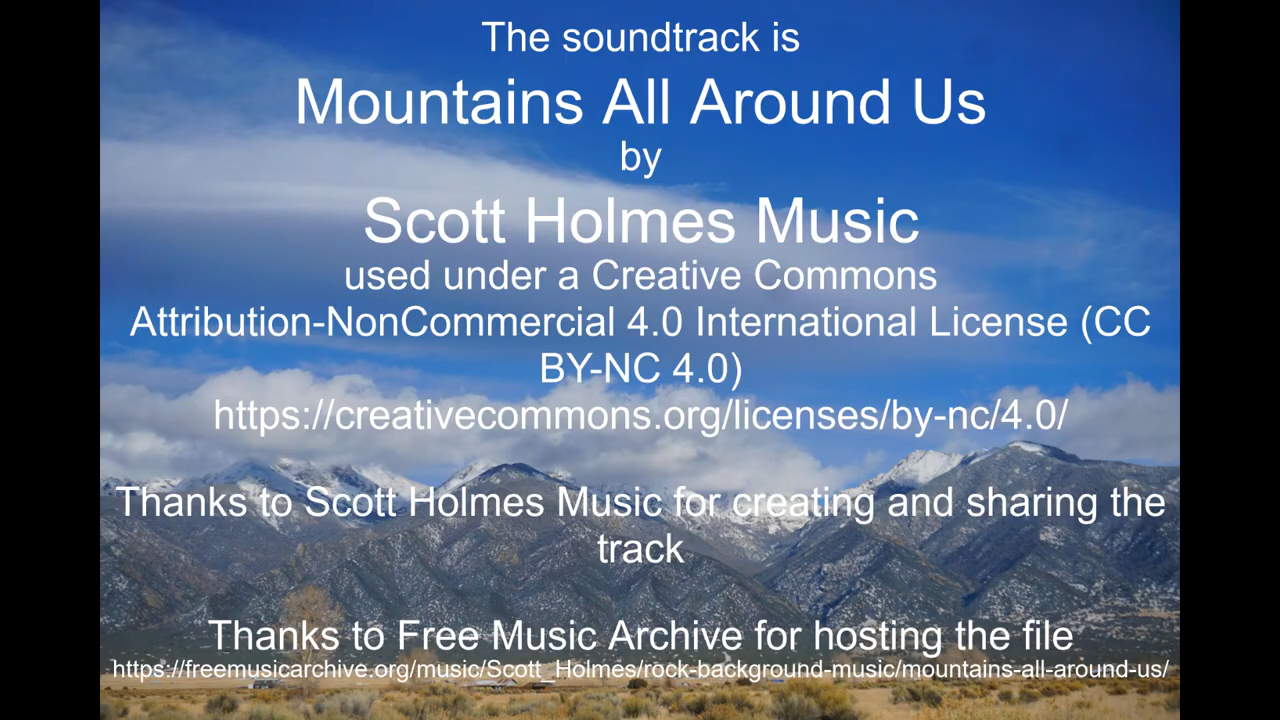 The soundtrack is
Mountains All Around Us
by
Scott Holmes Music
used under a Creative Commons
Attribution-NonCommercial 4.0 International License (CC
BY-NC 4.0)
https://creativecommons.org/licenses/by-nc/4.0/
Thanks to Scott Holmes Music for creating and sharing the
track
Thanks to Free Music Archive for hosting the file
https://freemusicarchive.org/music/Scott_Holmes/rock-background-music/mountains-all-around-us/